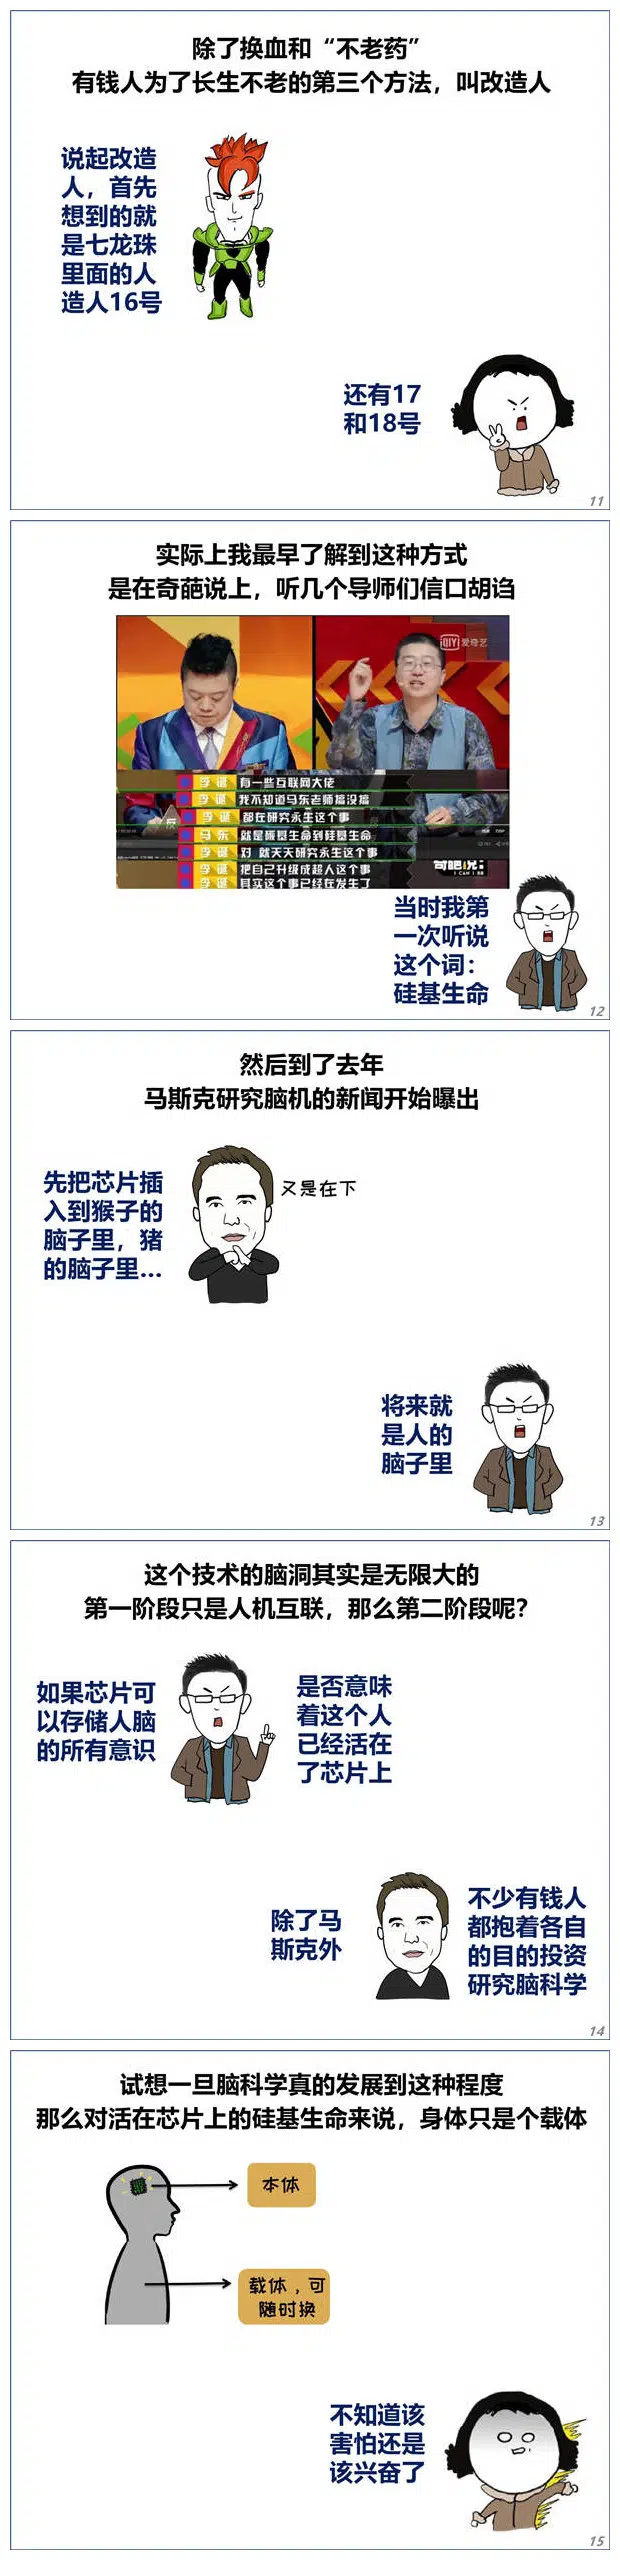 除了换血和“不老药”
有钱人为了长生不老的第三个方法，叫改造人
说起改造
人，首先
想到的就
是七龙珠
里面的人
造人16号
还有17
和18号
11
实际上我最早了解到这种方式
是在奇葩说上，听几个导师们信口胡诌
iQIYI 爱奇艺
李诞 有一些互联网大佬
李诞 我不知道马东老师搞没搞
李诞 都在研究永生这个事
马东 就是碳基生命到硅基生命
李诞 对 就天天研究永生这个事
李诞 把自己升级成超人这个事
李诞 其实这个事已经在发生了
奇葩说
I CAN I BB
当时我第
一次听说
这个词：
硅基生命
12
然后到了去年
马斯克研究脑机的新闻开始曝出
先把芯片插
入到猴子的
脑子里，猪
的脑子里...
又是在下
将来就
是人的
脑子里
13
这个技术的脑洞其实是无限大的
第一阶段只是人机互联，那么第二阶段呢？
如果芯片可
以存储人脑
的所有意识
是否意味
着这个人
已经活在
了芯片上
除了马
斯克外
不少有钱人
都抱着各自
的目的投资
研究脑科学
14
试想一旦脑科学真的发展到这种程度
那么对活在芯片上的硅基生命来说，身体只是个载体
本体
载体，可
随时换
不知道该
害怕还是
该兴奋了
15